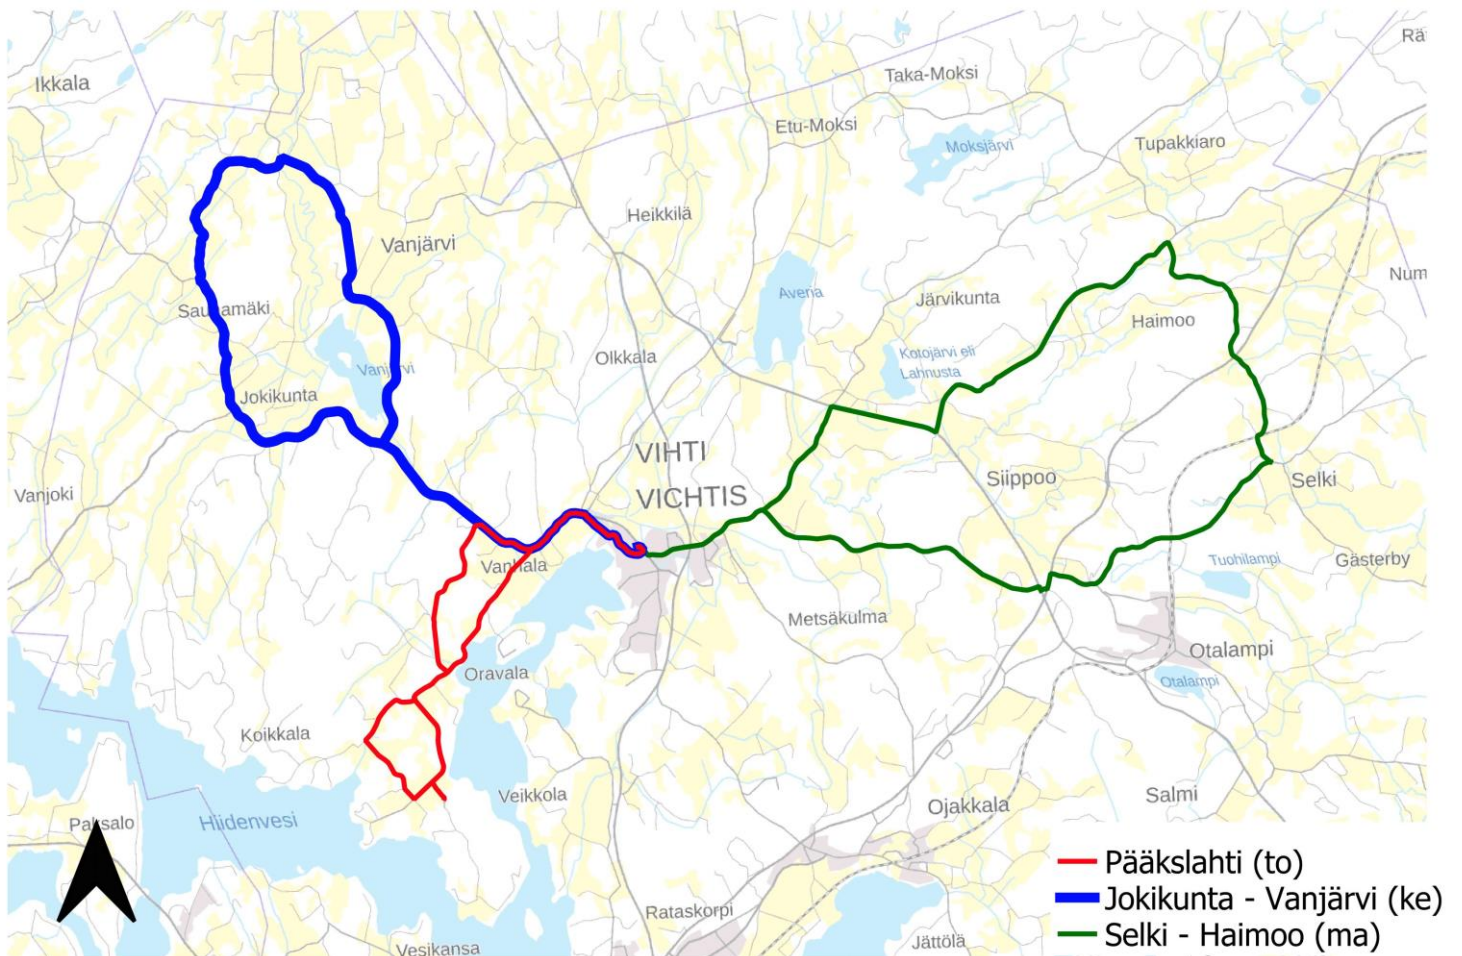 Rä
Taka-Moksi
Ikkala
Etu-Moksi
Tupakkiaro
Moksjärvi
Heikkilä
Vanjärvi
Num
Avena
Järvikunta
Haimoo
Kotojärvi eli
Lahnusta
Olkkala
Jokikunta
VIHTI
VICHTIS
Siippoo
Selki
Vanjoki
Tuohilampi
Gästerby
Metsäkulma
Oravala
Otalampi
Otalampi
Koikkala
Veikkola
Ojakkala
Salmi
Hiidenvesi
Pääkslahti (to)
Jokikunta - Vanjärvi (ke)
Selki - Haimoo (ma)
Rataskorpi
Jättölä
Vesikansa